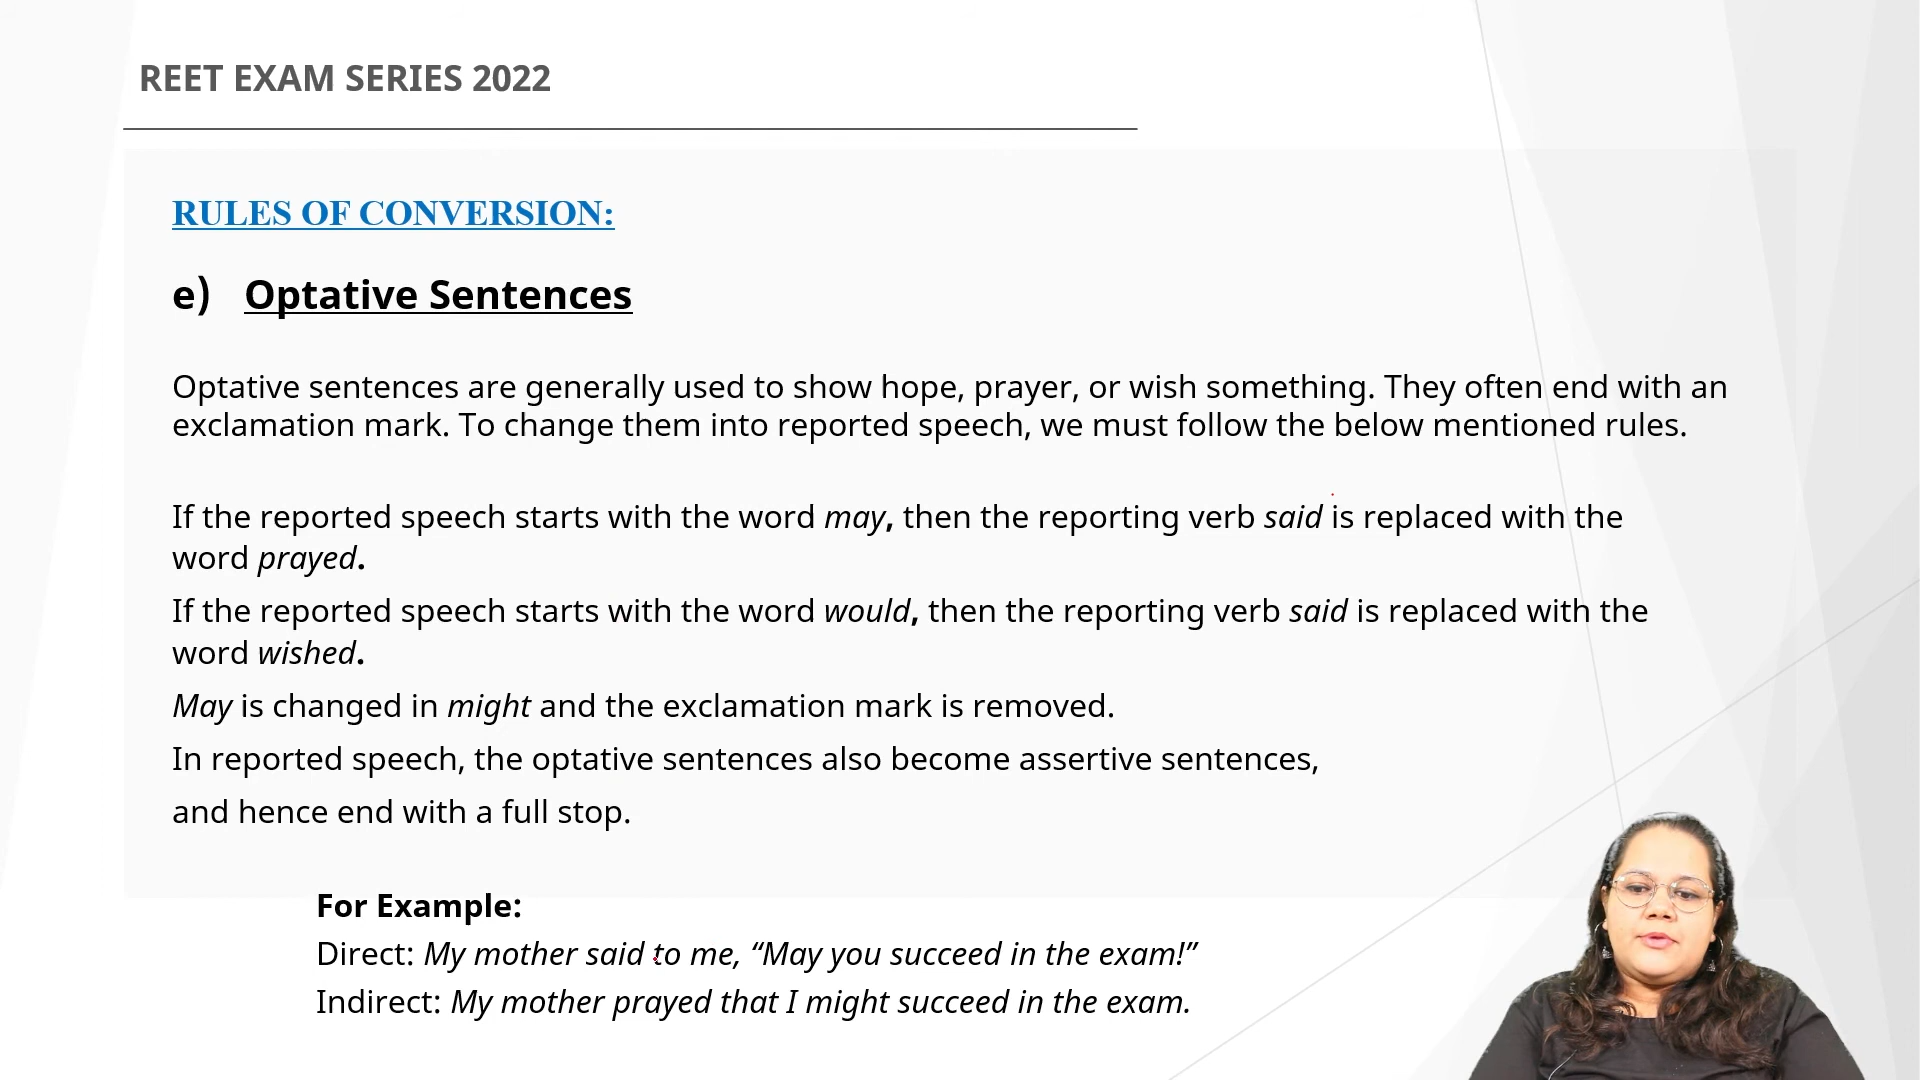 REET EXAM SERIES 2022
RULES OF CONVERSION:
e) Optative Sentences
Optative sentences are generally used to show hope, prayer, or wish something. They often end with an
exclamation mark. To change them into reported speech, we must follow the below mentioned rules.
If the reported speech starts with the word may, then the reporting verb said is replaced with the
word prayed.
If the reported speech starts with the word would, then the reporting verb said is replaced with the
word wished.
May is changed in might and the exclamation mark is removed.
In reported speech, the optative sentences also become assertive sentences,
and hence end with a full stop.
For Example:
Direct: My mother said to me, “May you succeed in the exam!”
Indirect: My mother prayed that I might succeed in the exam.